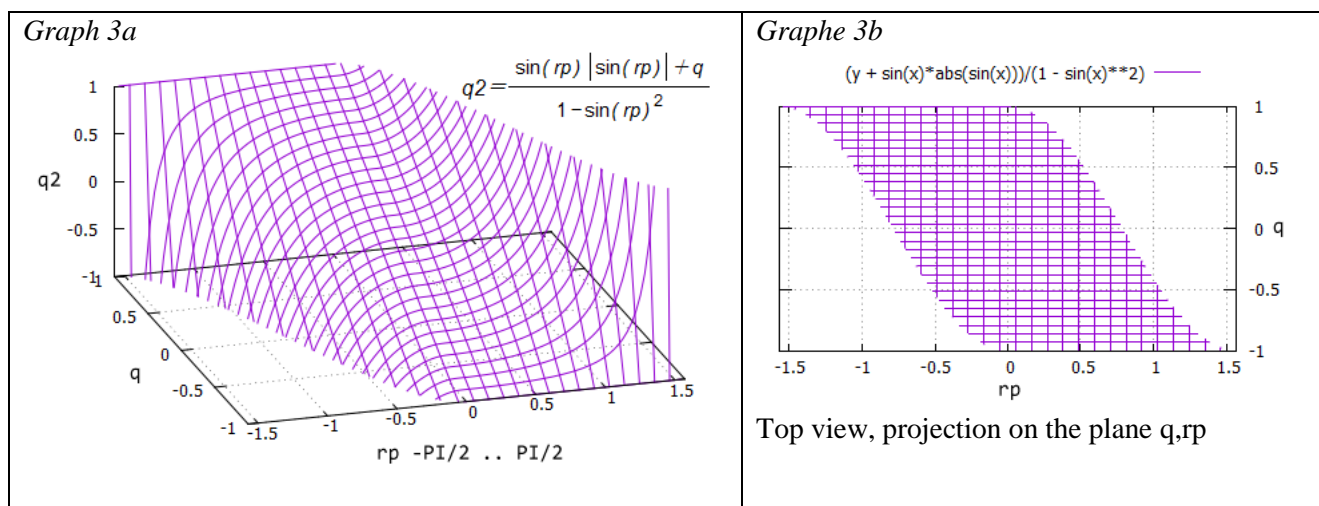 Graph 3a
q2 = sin(rp) |sin(rp)| + q
1 − sin(rp)^2
1
0.5
q2 0
-0.5
-1
1
0.5
0
q
-0.5
-1
-1.5
-1
-0.5
0
0.5
1
1.5
rp -PI/2 .. PI/2
Graphe 3b
(y + sin(x)*abs(sin(x)))/(1 - sin(x)**2)
1
0.5
0 q
-0.5
-1
-1.5 -1 -0.5 0 0.5 1 1.5
rp
Top view, projection on the plane q,rp